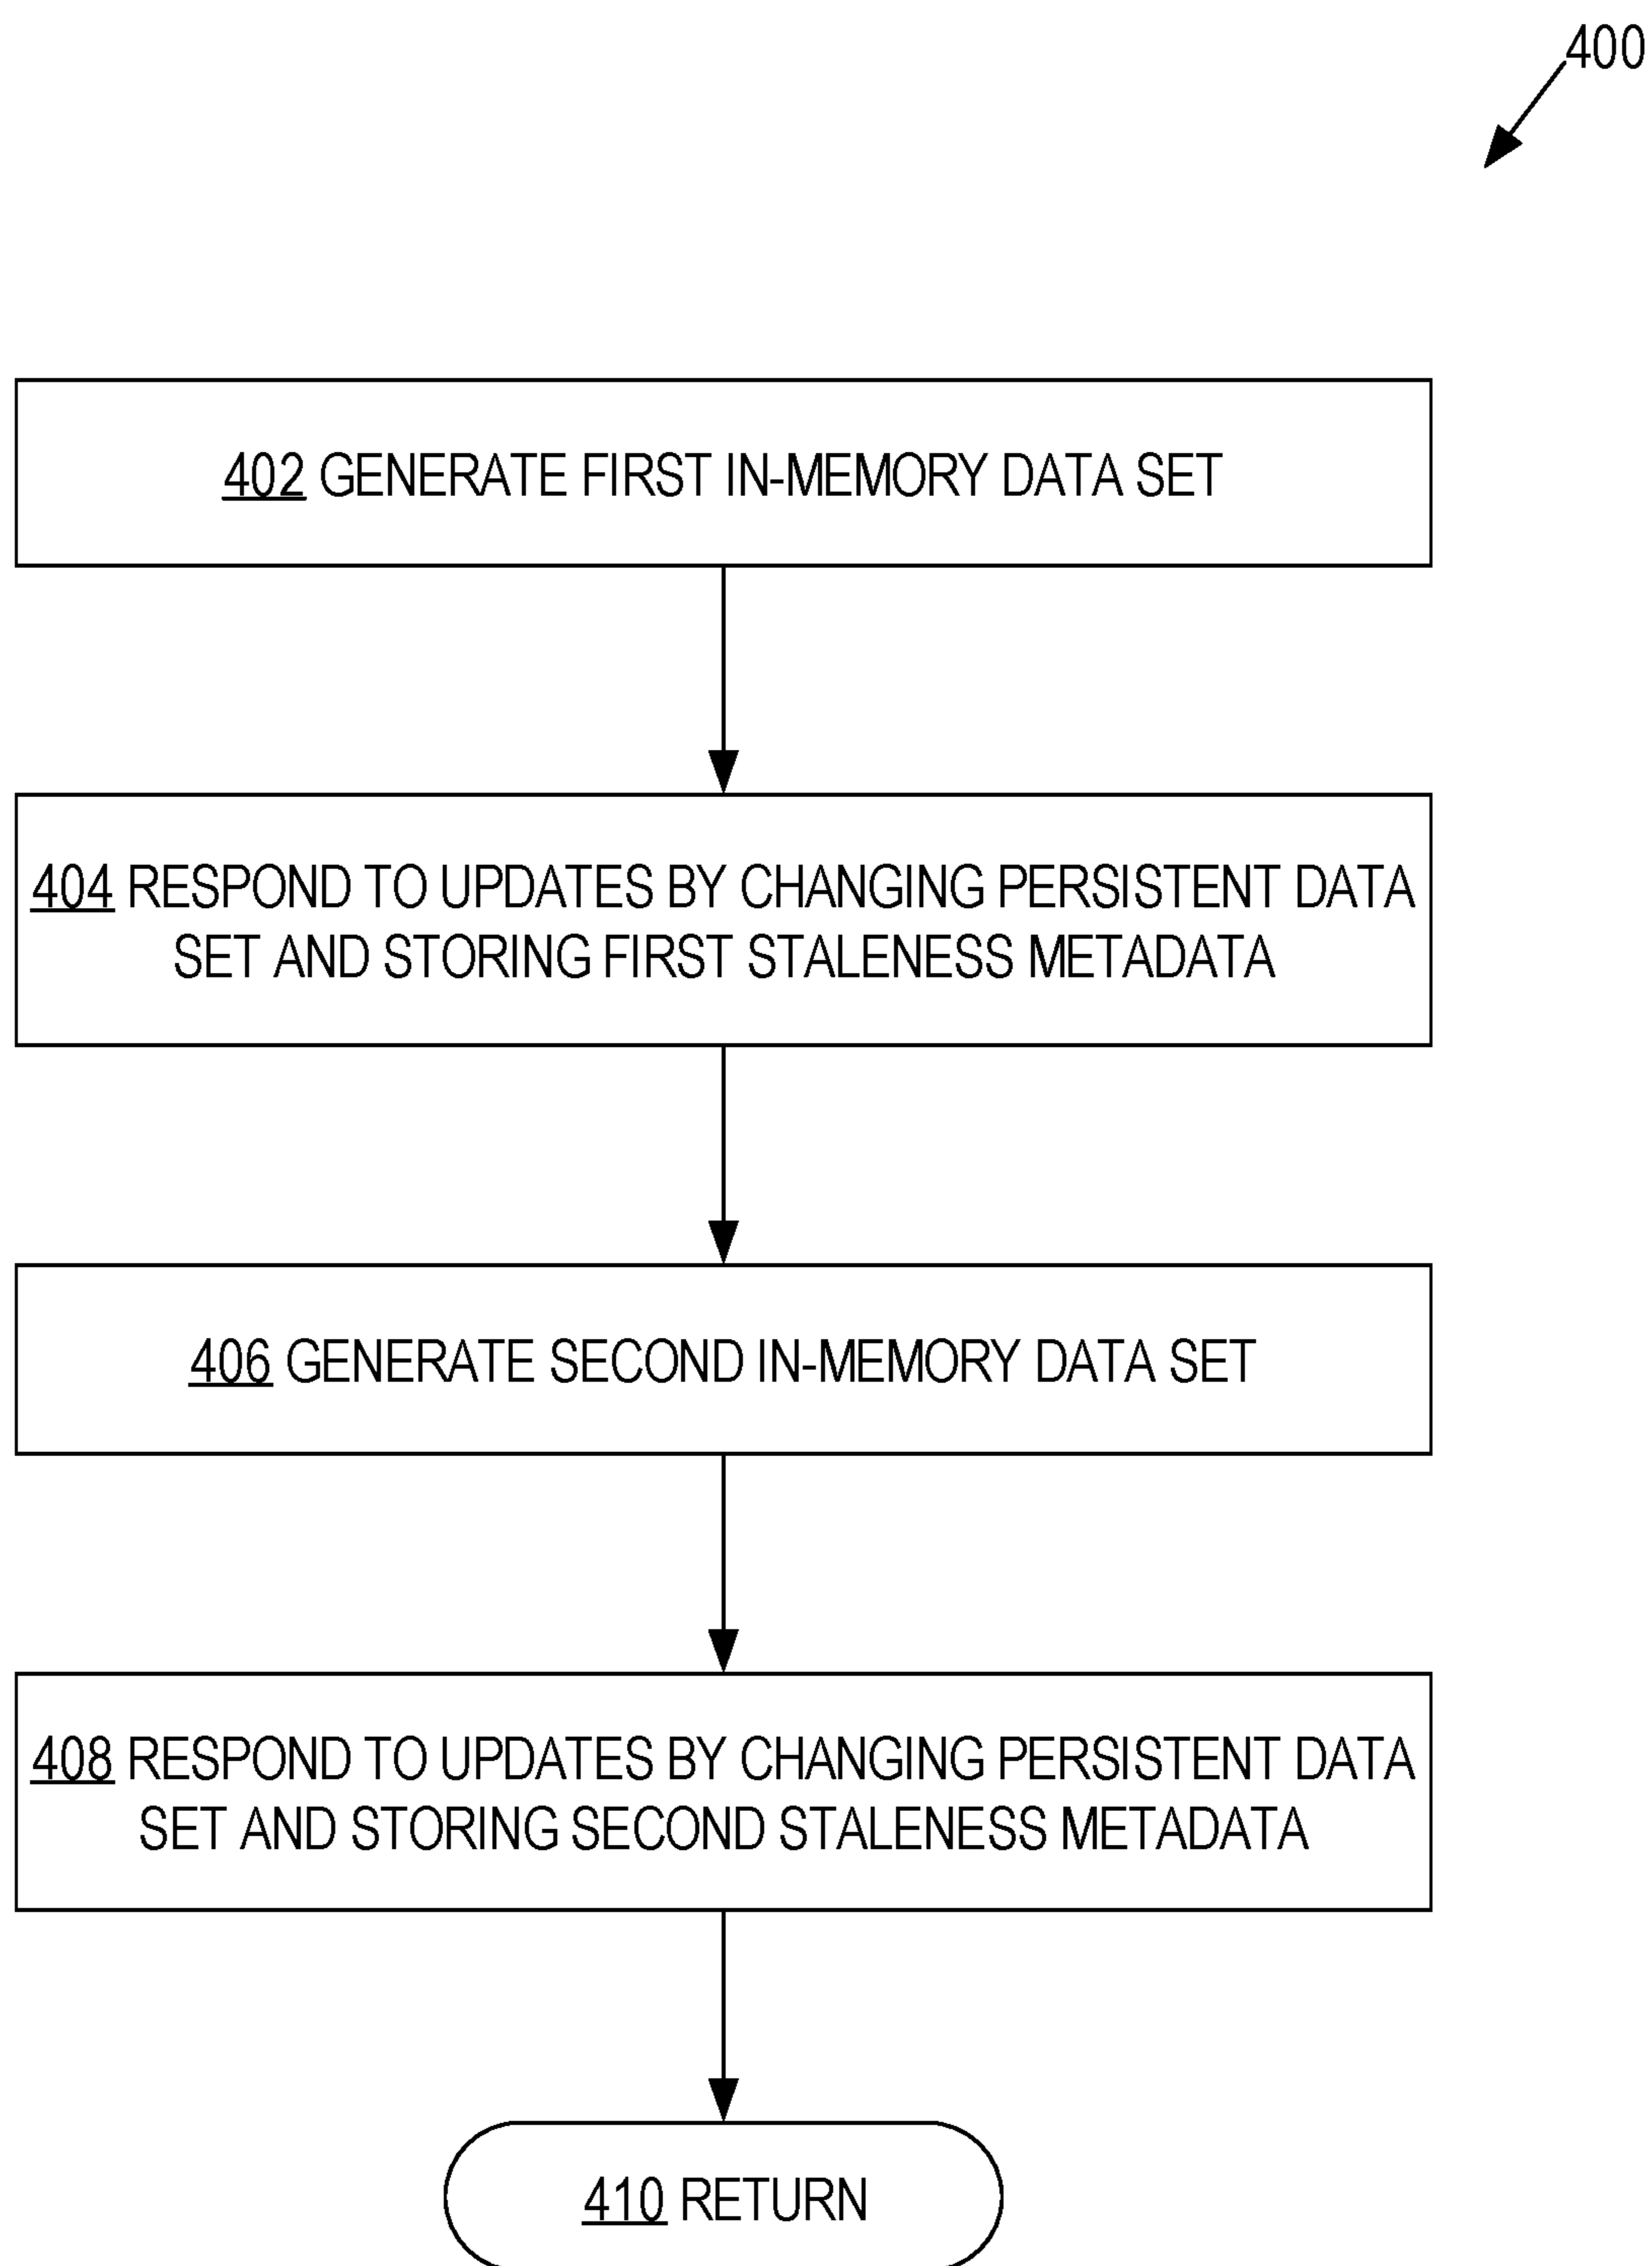 400
402 GENERATE FIRST IN-MEMORY DATA SET
404 RESPOND TO UPDATES BY CHANGING PERSISTENT DATA
SET AND STORING FIRST STALENESS METADATA
406 GENERATE SECOND IN-MEMORY DATA SET
408 RESPOND TO UPDATES BY CHANGING PERSISTENT DATA
SET AND STORING SECOND STALENESS METADATA
410 RETURN